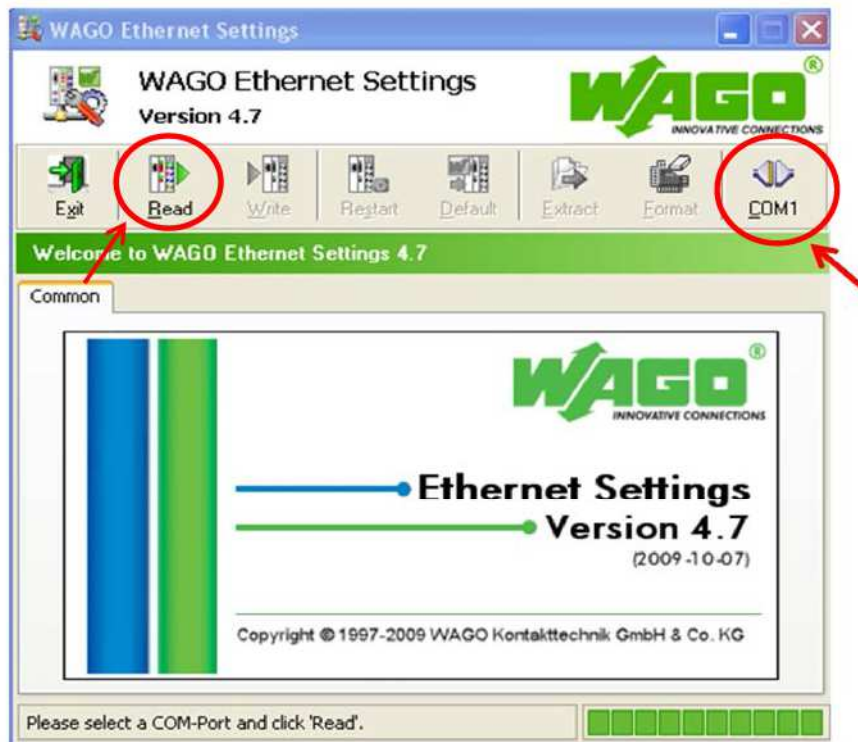 WAGO Ethernet Settings
WAGO Ethernet Settings
Version 4.7
WAGO®
INNOVATIVE CONNECTIONS
Exit
Read
Write
Restart
Default
Extract
Format
COM1
Welcome to WAGO Ethernet Settings 4.7
Common
WAGO®
INNOVATIVE CONNECTIONS
Ethernet Settings
Version 4.7
(2009-10-07)
Copyright © 1997-2009 WAGO Kontakttechnik GmbH & Co. KG
Please select a COM-Port and click 'Read'.